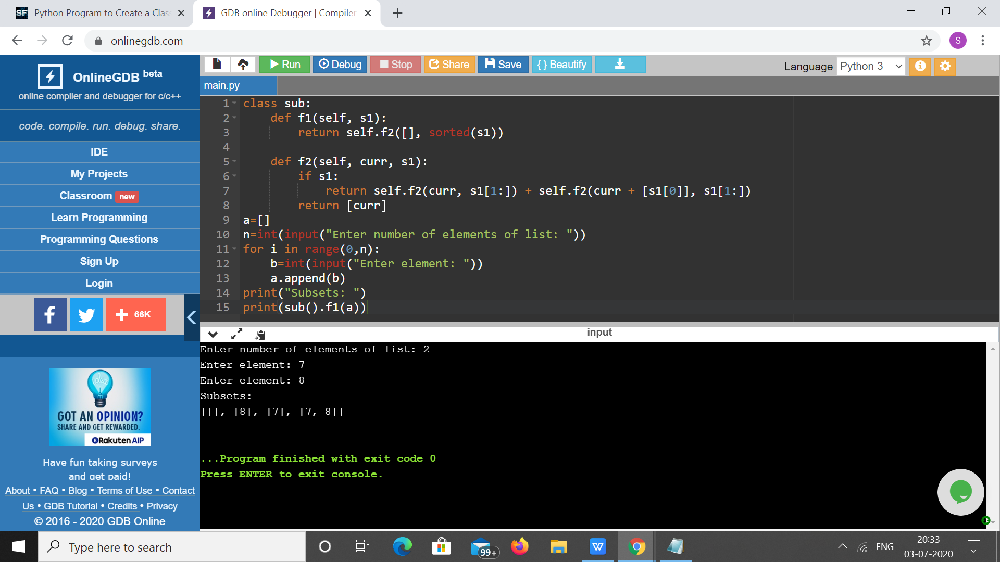 SF Python Program to Create a Clas
GDB online Debugger | Compiler
onlinegdb.com
S
OnlineGDB beta
online compiler and debugger for c/c++
code. compile. run. debug. share.
IDE
My Projects
Classroom new
Learn Programming
Programming Questions
Sign Up
Login
f
66K
idea
GOT AN OPINION?
SHARE AND GET REWARDED.
Rakuten AIP
Have fun taking surveys
and get paid!
About • FAQ • Blog • Terms of Use • Contact
Us • GDB Tutorial • Credits • Privacy
© 2016 - 2020 GDB Online
Run Debug Stop Share Save { } Beautify
Language Python 3
main.py
1 class sub:
2     def f1(self, s1):
3         return self.f2([], sorted(s1))
4
5     def f2(self, curr, s1):
6         if s1:
7             return self.f2(curr, s1[1:]) + self.f2(curr + [s1[0]], s1[1:])
8         return [curr]
9 a=[]
10 n=int(input("Enter number of elements of list: "))
11 for i in range(0,n):
12     b=int(input("Enter element: "))
13     a.append(b)
14 print("Subsets: ")
15 print(sub().f1(a))
input
Enter number of elements of list: 2
Enter element: 7
Enter element: 8
Subsets:
[[], [8], [7], [7, 8]]
...Program finished with exit code 0
Press ENTER to exit console.
Type here to search
99+
W
ENG
20:33
03-07-2020